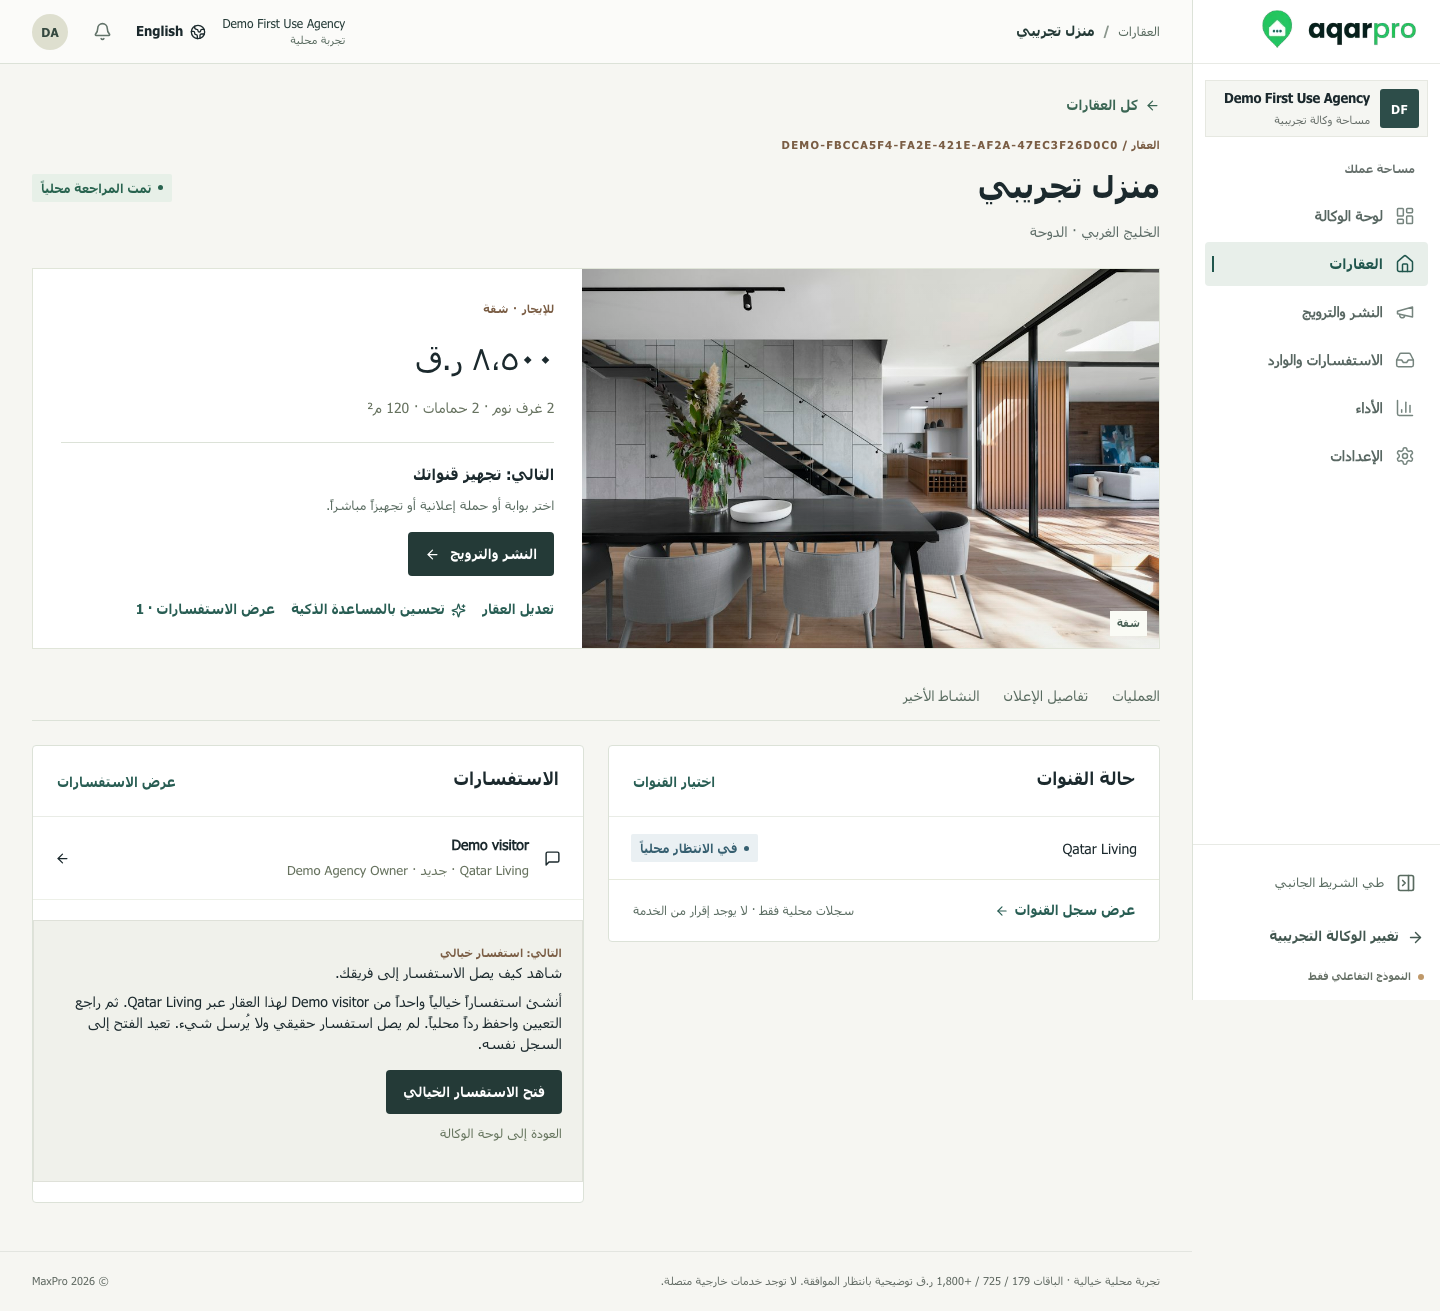 aqarpro
DF
Demo First Use Agency
مساحة وكالة تجريبية
مساحة عملك
لوحة الوكالة
العقارات
النشر والترويج
الاستفسارات والوارد
الأداء
الإعدادات
طي الشريط الجانبي
تغيير الوكالة التجريبية
النموذج التفاعلي فقط
العقارات / منزل تجريبي
Demo First Use Agency
تجربة محلية
English
DA
كل العقارات
العقار / DEMO-FBCCA5F4-FA2E-421E-AF2A-47EC3F26D0C0
منزل تجريبي
تمت المراجعة محلياً
الخليج الغربي · الدوحة
شقة
للإيجار · شقة
٨،٥٠٠ ر.ق
2 غرف نوم · 2 حمامات · 120 م²
التالي: تجهيز قنواتك
اختر بوابة أو حملة إعلانية أو تجهيزاً مباشراً.
النشر والترويج
تعديل العقار
تحسين بالمساعدة الذكية
عرض الاستفسارات · 1
العمليات
تفاصيل الإعلان
النشاط الأخير
حالة القنوات
اختيار القنوات
Qatar Living
في الانتظار محلياً
عرض سجل القنوات
سجلات محلية فقط · لا يوجد إقرار من الخدمة
الاستفسارات
عرض الاستفسارات
Demo visitor
Qatar Living · جديد · Demo Agency Owner
التالي: استفسار خيالي
شاهد كيف يصل الاستفسار إلى فريقك.
أنشئ استفساراً خيالياً واحداً من Demo visitor لهذا العقار عبر Qatar Living. ثم راجع
التعيين واحفظ رداً محلياً. لم يصل استفسار حقيقي ولا يُرسل شيء. تعيد الفتح إلى
السجل نفسه.
فتح الاستفسار الخيالي
العودة إلى لوحة الوكالة
تجربة محلية خيالية · الباقات 179 / 725 / +1,800 ر.ق توضيحية بانتظار الموافقة. لا توجد خدمات خارجية متصلة.
© 2026 MaxPro